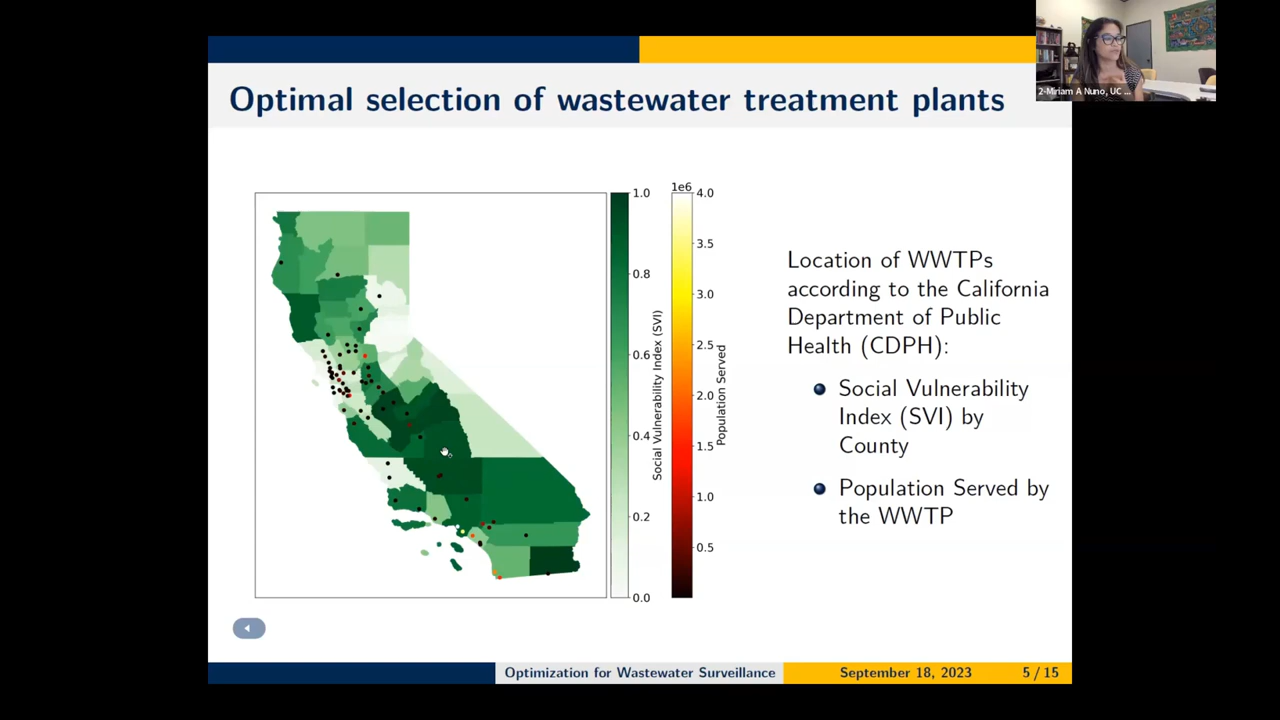 2-Miriam A Nuno, UC ...
Optimal selection of wastewater treatment plants
1.0
0.8
0.6
0.4
0.2
0.0
Social Vulnerability Index (SVI)
1e6
4.0
3.5
3.0
2.5
2.0
1.5
1.0
0.5
Population Served
Location of WWTPs
according to the California
Department of Public
Health (CDPH):
Social Vulnerability
Index (SVI) by
County
Population Served by
the WWTP
Optimization for Wastewater Surveillance
September 18, 2023
5 / 15